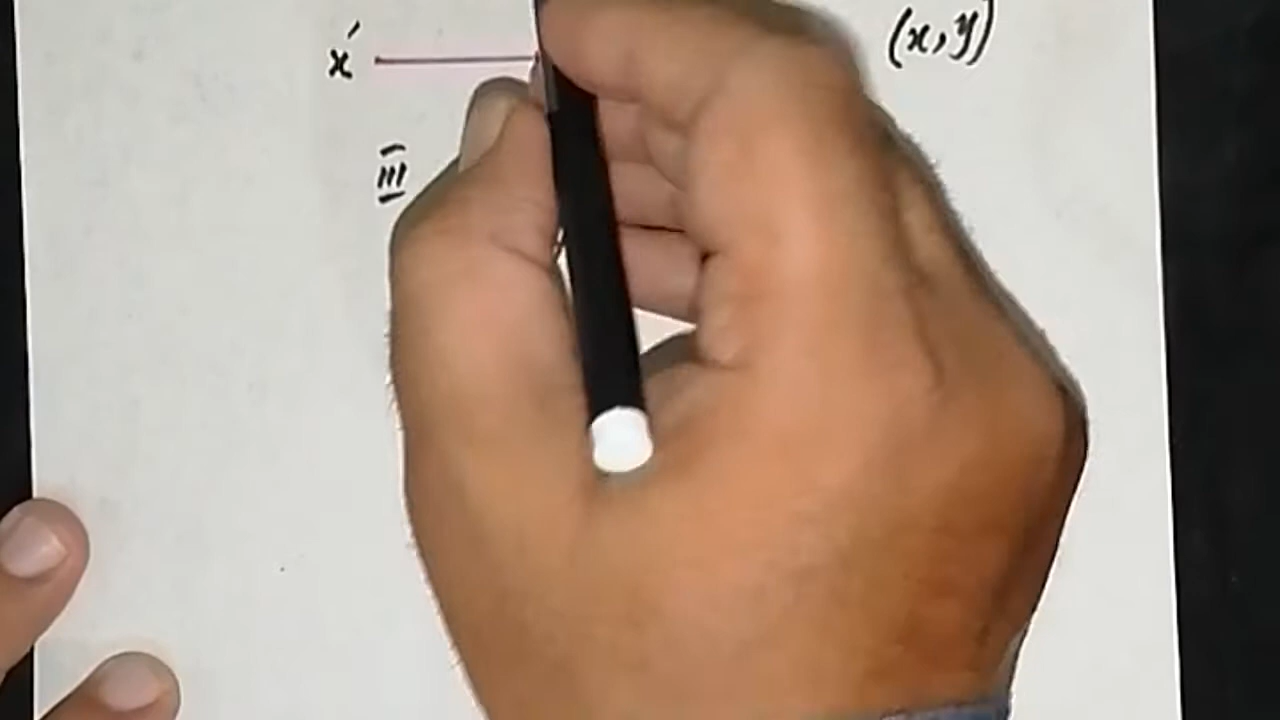 x′
(x, y)
III